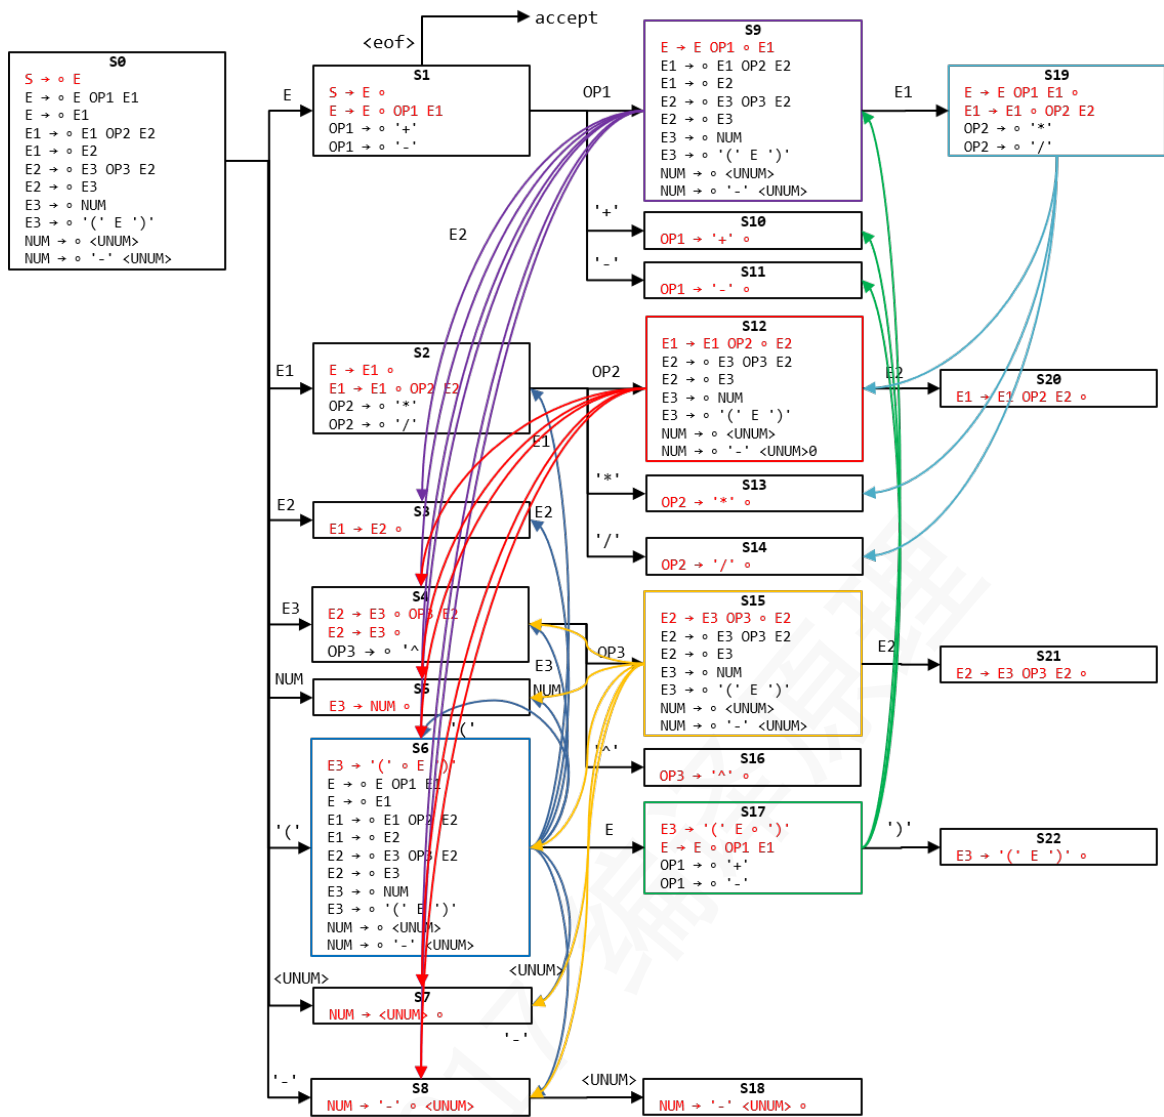 accept
<eof>
S0
S → ∘ E
E → ∘ E OP1 E1
E → ∘ E1
E1 → ∘ E1 OP2 E2
E1 → ∘ E2
E2 → ∘ E3 OP3 E2
E2 → ∘ E3
E3 → ∘ NUM
E3 → ∘ '(' E ')'
NUM → ∘ <UNUM>
NUM → ∘ '-' <UNUM>
E
S1
S → E ∘
E → E ∘ OP1 E1
OP1 → ∘ '+'
OP1 → ∘ '-'
OP1
S9
E → E OP1 ∘ E1
E1 → ∘ E1 OP2 E2
E1 → ∘ E2
E2 → ∘ E3 OP3 E2
E2 → ∘ E3
E3 → ∘ NUM
E3 → ∘ '(' E ')'
NUM → ∘ <UNUM>
NUM → ∘ '-' <UNUM>
E1
S19
E → E OP1 E1 ∘
E1 → E1 ∘ OP2 E2
OP2 → ∘ '*'
OP2 → ∘ '/'
'+'
S10
OP1 → '+' ∘
E2
'-'
S11
OP1 → '-' ∘
E1
S2
E → E1 ∘
E1 → E1 ∘ OP2 E2
OP2 → ∘ '*'
OP2 → ∘ '/'
OP2
E1
S12
E1 → E1 OP2 ∘ E2
E2 → ∘ E3 OP3 E2
E2 → ∘ E3
E3 → ∘ NUM
E3 → ∘ '(' E ')'
NUM → ∘ <UNUM>
NUM → ∘ '-' <UNUM>0
E2
S20
E1 → E1 OP2 E2 ∘
'*'
S13
OP2 → '*' ∘
E2
S3
E1 → E2 ∘
E2
'/'
S14
OP2 → '/' ∘
E3
S4
E2 → E3 ∘ OP3 E2
E2 → E3 ∘
OP3 → ∘ '^'
OP3
E3
S15
E2 → E3 OP3 ∘ E2
E2 → ∘ E3 OP3 E2
E2 → ∘ E3
E3 → ∘ NUM
E3 → ∘ '(' E ')'
NUM → ∘ <UNUM>
NUM → ∘ '-' <UNUM>
E2
S21
E2 → E3 OP3 E2 ∘
NUM
S5
E3 → NUM ∘
NUM
'('
'^'
S16
OP3 → '^' ∘
'('
S6
E3 → '(' ∘ E ')'
E → ∘ E OP1 E1
E → ∘ E1
E1 → ∘ E1 OP2 E2
E1 → ∘ E2
E2 → ∘ E3 OP3 E2
E2 → ∘ E3
E3 → ∘ NUM
E3 → ∘ '(' E ')'
NUM → ∘ <UNUM>
NUM → ∘ '-' <UNUM>
E
S17
E3 → '(' E ∘ ')'
E → E ∘ OP1 E1
OP1 → ∘ '+'
OP1 → ∘ '-'
')'
S22
E3 → '(' E ')' ∘
<UNUM>
S7
NUM → <UNUM> ∘
<UNUM>
'-'
'-'
S8
NUM → '-' ∘ <UNUM>
<UNUM>
S18
NUM → '-' <UNUM> ∘
17 编译原理